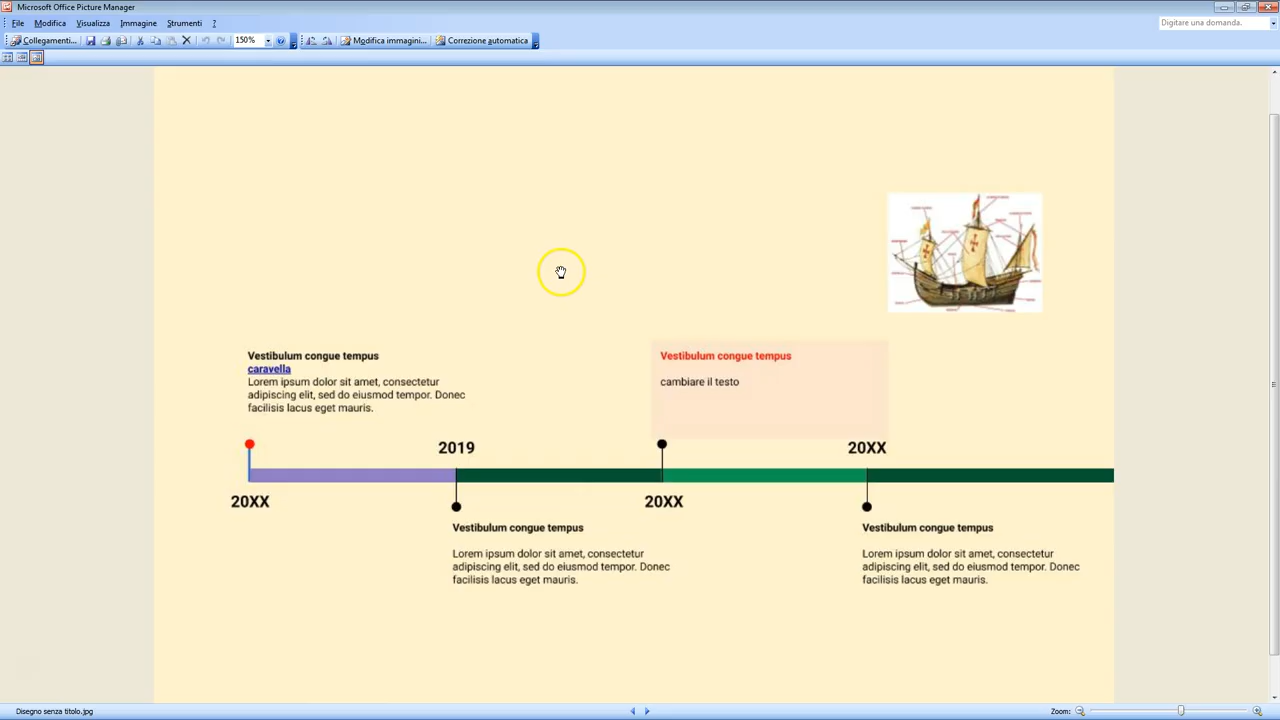 Microsoft Office Picture Manager
File Modifica Visualizza Immagine Strumenti ?
Digitare una domanda.
Collegamenti... 150% Modifica immagini... Correzione automatica
Vestibulum congue tempus
caravella
Lorem ipsum dolor sit amet, consectetur
adipiscing elit, sed do eiusmod tempor. Donec
facilisis lacus eget mauris.
Vestibulum congue tempus
cambiare il testo
2019
20XX
20XX
20XX
Vestibulum congue tempus
Lorem ipsum dolor sit amet, consectetur
adipiscing elit, sed do eiusmod tempor. Donec
facilisis lacus eget mauris.
Vestibulum congue tempus
Lorem ipsum dolor sit amet, consectetur
adipiscing elit, sed do eiusmod tempor. Donec
facilisis lacus eget mauris.
Disegno senza titolo.jpg
Zoom: